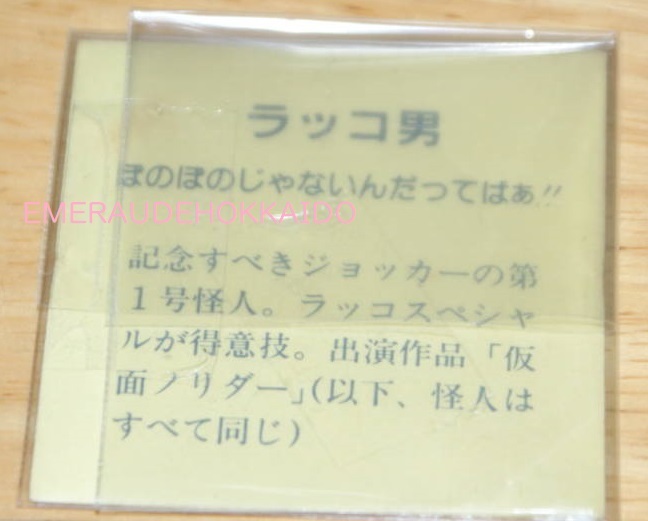 ラッコ男
ぼのぼのじゃないんだってばぁ!!
EMERAUDEHOKKAIDO
記念すべきジョッカーの第
1号怪人。ラッコスペシャ
ルが得意技。出演作品「仮
面ノリダー」(以下、怪人は
すべて同じ)